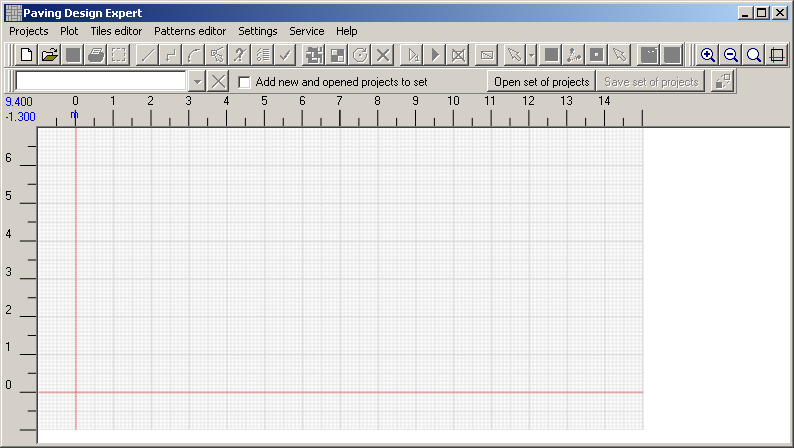 Paving Design Expert
Projects Plot Tiles editor Patterns editor Settings Service Help
Add new and opened projects to set Open set of projects Save set of projects
9.400 0 1 2 3 4 5 6 7 8 9 10 11 12 13 14
-1.300 m
6
5
4
3
2
1
0